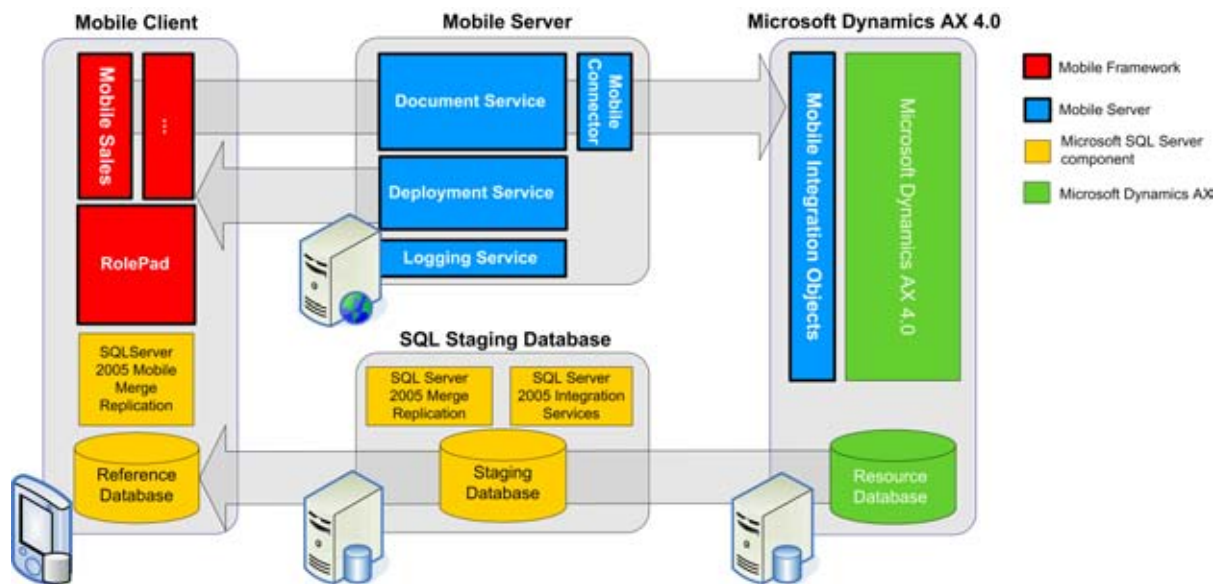 Mobile Client
Mobile Sales
...
RolePad
SQLServer
2005 Mobile
Merge
Replication
Reference
Database
Mobile Server
Document Service
Mobile
Connector
Deployment Service
Logging Service
SQL Staging Database
SQL Server
2005 Merge
Replication
SQL Server
2005 Integration
Services
Staging
Database
Microsoft Dynamics AX 4.0
Mobile Integration Objects
Microsoft Dynamics AX 4.0
Resource
Database
Mobile Framework
Mobile Server
Microsoft SQL Server
component
Microsoft Dynamics AX